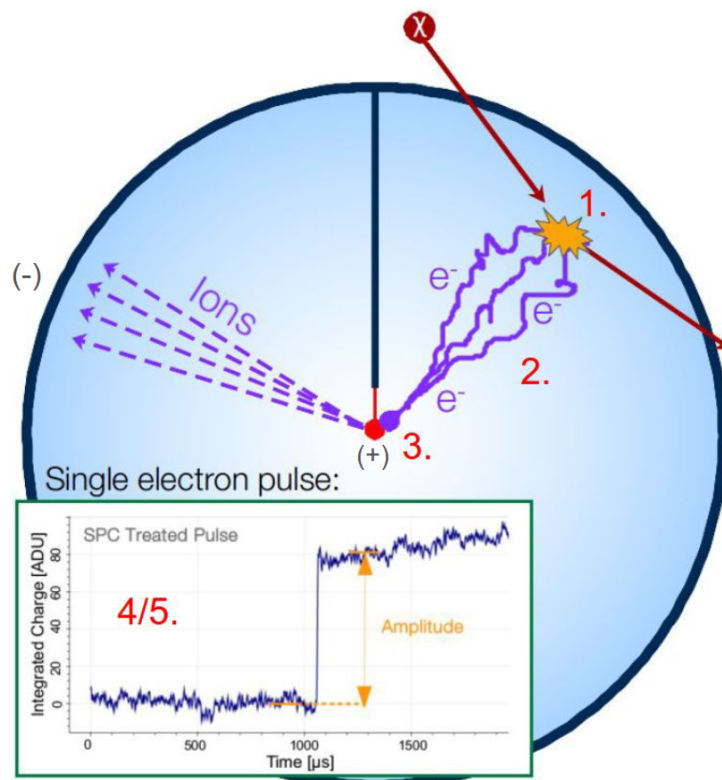 χ
1.
(-)
Ions
e-
e-
2.
e-
3.
(+)
Single electron pulse:
SPC Treated Pulse
80
60
40
20
0
4/5.
Amplitude
Integrated Charge [ADU]
0 500 1000 1500
Time [µs]